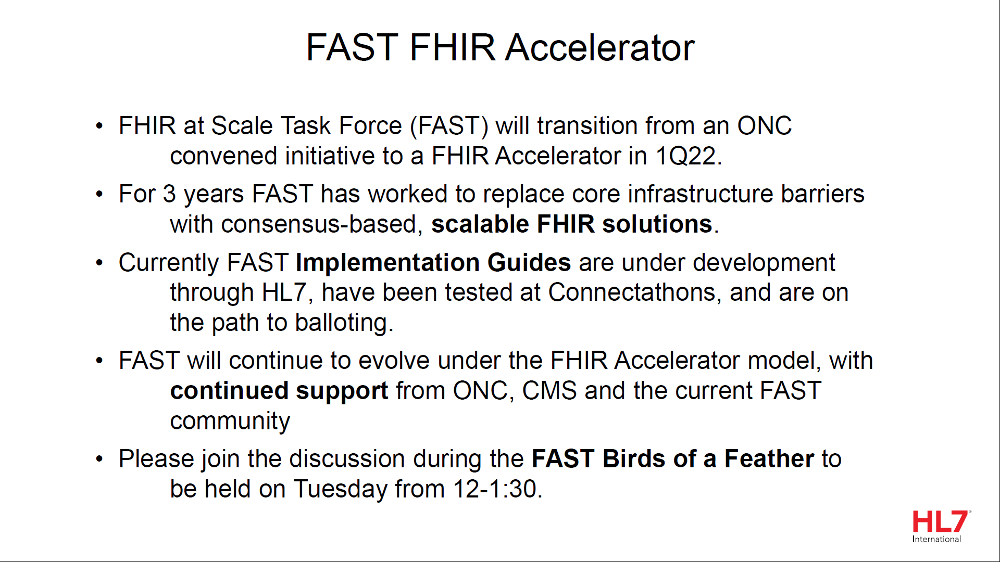 FAST FHIR Accelerator
• FHIR at Scale Task Force (FAST) will transition from an ONC
convened initiative to a FHIR Accelerator in 1Q22.
• For 3 years FAST has worked to replace core infrastructure barriers
with consensus-based, scalable FHIR solutions.
• Currently FAST Implementation Guides are under development
through HL7, have been tested at Connectathons, and are on
the path to balloting.
• FAST will continue to evolve under the FHIR Accelerator model, with
continued support from ONC, CMS and the current FAST
community
• Please join the discussion during the FAST Birds of a Feather to
be held on Tuesday from 12-1:30.
HL7®
International